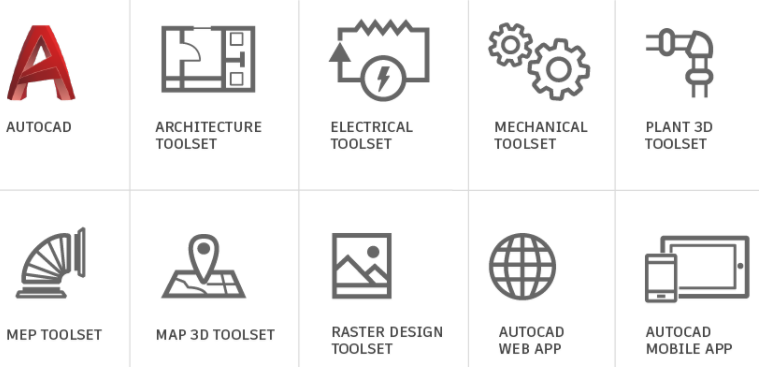 AUTOCAD
ARCHITECTURE
TOOLSET
ELECTRICAL
TOOLSET
MECHANICAL
TOOLSET
PLANT 3D
TOOLSET
MEP TOOLSET
MAP 3D TOOLSET
RASTER DESIGN
TOOLSET
AUTOCAD
WEB APP
AUTOCAD
MOBILE APP